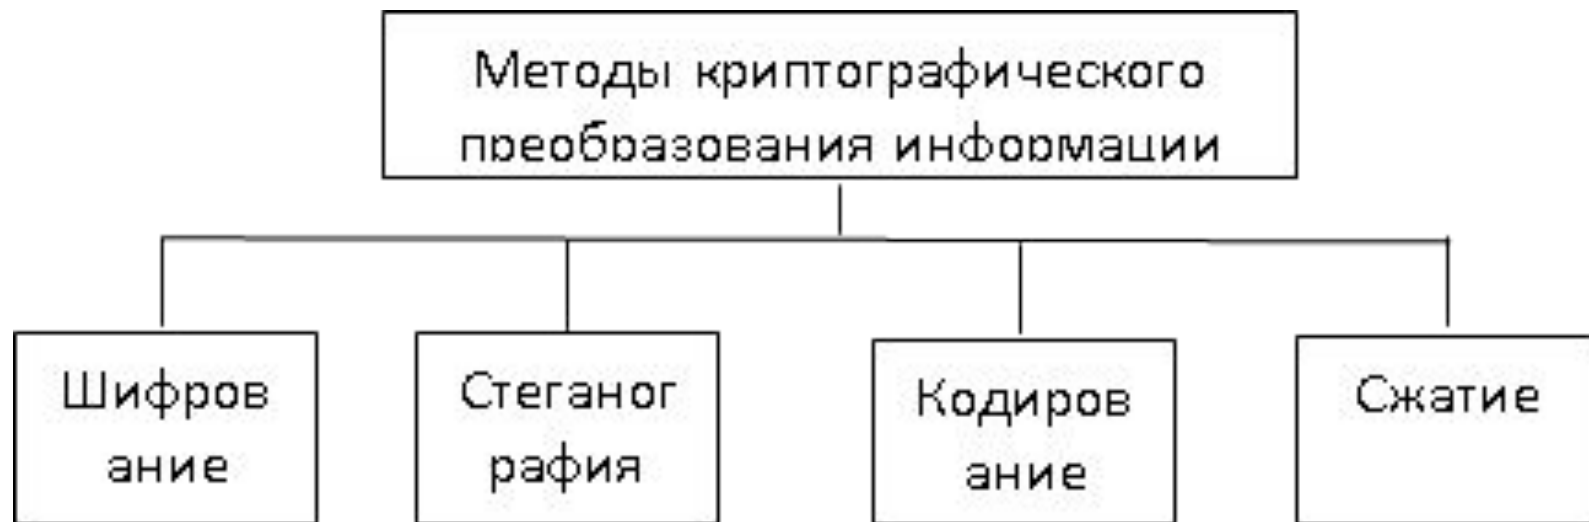 Методы криптографического
преобразования информации
Шифров
ание
Стеганог
рафия
Кодиров
ание
Сжатие